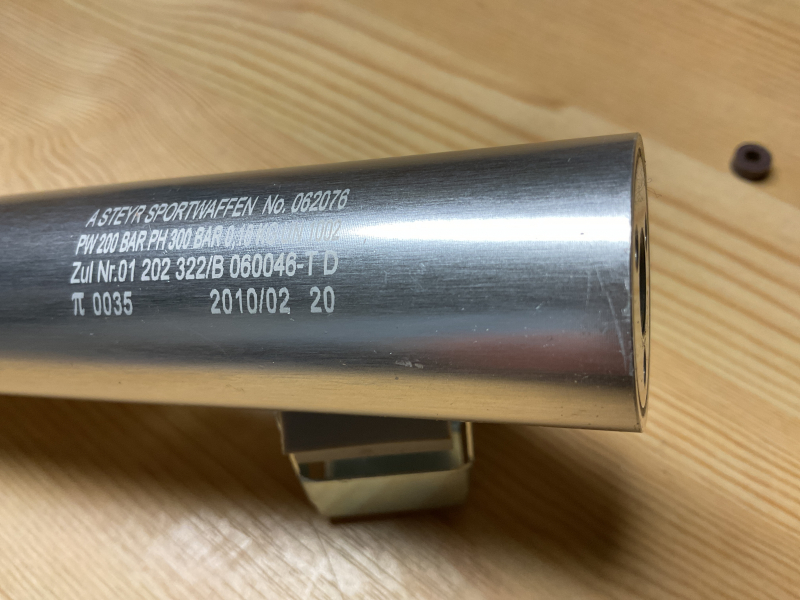 A STEYR SPORTWAFFEN No. 062076
PW 200 BAR PH 300 BAR
Zul Nr.01 202 322/B 060046-T D
π 0035 2010/02 20